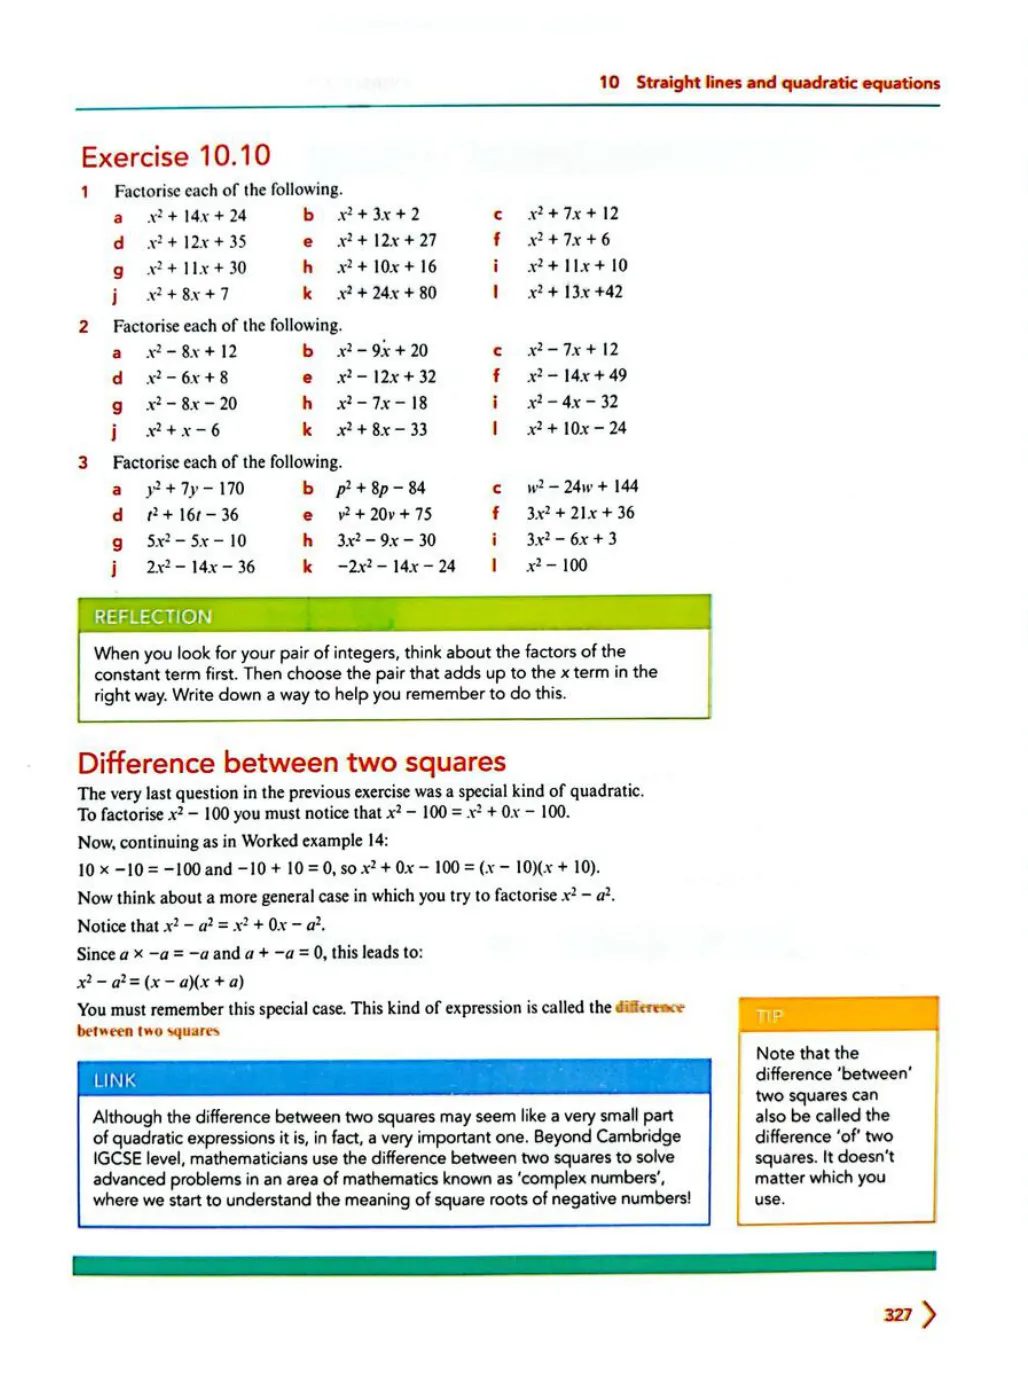 10 Straight lines and quadratic equations
Exercise 10.10
1 Factorise each of the following.
a x² + 14x + 24 b x² + 3x + 2 c x² + 7x + 12
d x² + 12x + 35 e x² + 12x + 27 f x² + 7x + 6
g x² + 11x + 30 h x² + 10x + 16 i x² + 11x + 10
j x² + 8x + 7 k x² + 24x + 80 l x² + 13x +42
2 Factorise each of the following.
a x² − 8x + 12 b x² − 9x + 20 c x² − 7x + 12
d x² − 6x + 8 e x² − 12x + 32 f x² − 14x + 49
g x² − 8x − 20 h x² − 7x − 18 i x² − 4x − 32
j x² + x − 6 k x² + 8x − 33 l x² + 10x − 24
3 Factorise each of the following.
a y² + 7y − 170 b p² + 8p − 84 c w² − 24w + 144
d t² + 16t − 36 e v² + 20v + 75 f 3x² + 21x + 36
g 5x² − 5x − 10 h 3x² − 9x − 30 i 3x² − 6x + 3
j 2x² − 14x − 36 k −2x² − 14x − 24 l x² − 100
REFLECTION
When you look for your pair of integers, think about the factors of the
constant term first. Then choose the pair that adds up to the x term in the
right way. Write down a way to help you remember to do this.
Difference between two squares
The very last question in the previous exercise was a special kind of quadratic.
To factorise x² − 100 you must notice that x² − 100 = x² + 0x − 100.
Now, continuing as in Worked example 14:
10 × −10 = −100 and −10 + 10 = 0, so x² + 0x − 100 = (x − 10)(x + 10).
Now think about a more general case in which you try to factorise x² − a².
Notice that x² − a² = x² + 0x − a².
Since a × −a = −a and a + −a = 0, this leads to:
x² − a² = (x − a)(x + a)
You must remember this special case. This kind of expression is called the difference
between two squares
LINK
Although the difference between two squares may seem like a very small part
of quadratic expressions it is, in fact, a very important one. Beyond Cambridge
IGCSE level, mathematicians use the difference between two squares to solve
advanced problems in an area of mathematics known as 'complex numbers',
where we start to understand the meaning of square roots of negative numbers!
TIP
Note that the
difference 'between'
two squares can
also be called the
difference 'of' two
squares. It doesn't
matter which you
use.
327